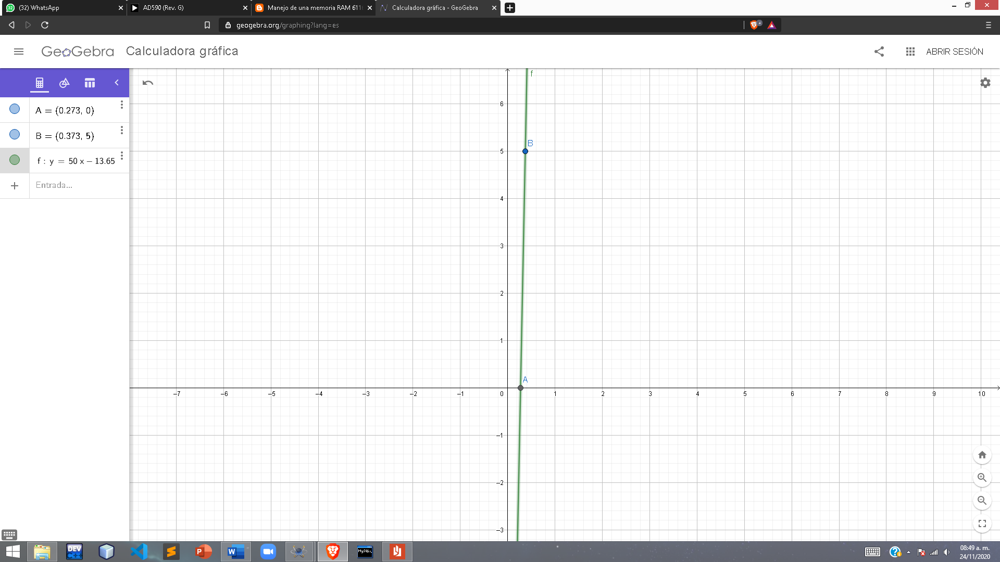 (32) WhatsApp
AD590 (Rev. G)
Manejo de una memoria RAM 611
Calculadora gráfica - GeoGebra
geogebra.org/graphing?lang=es
3
GeoGebra
Calculadora gráfica
ABRIR SESIÓN
A = (0.273, 0)
B = (0.373, 5)
f : y = 50 x − 13.65
Entrada...
f
6
B
5
4
3
2
1
A
−7 −6 −5 −4 −3 −2 −1 0 1 2 3 4 5 6 7 8 9 10
−1
−2
−3
DEV C++
MySQL
08:49 a. m.
24/11/2020